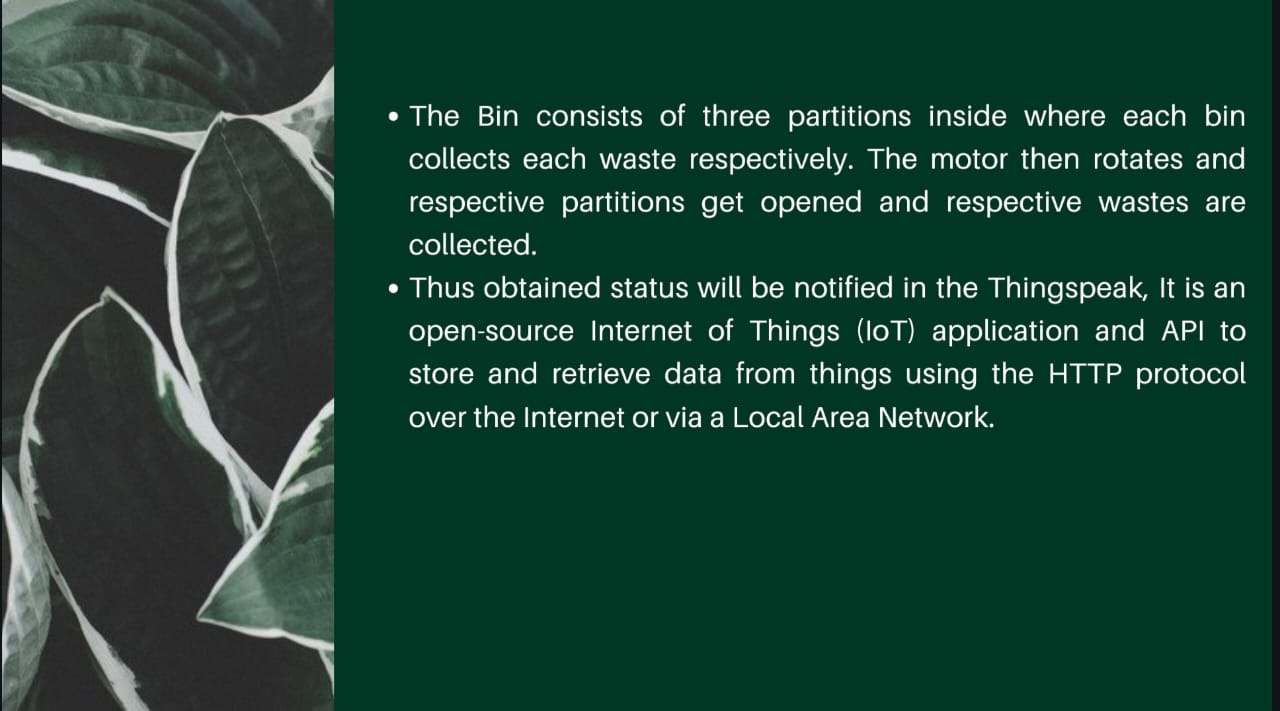 • The Bin consists of three partitions inside where each bin
collects each waste respectively. The motor then rotates and
respective partitions get opened and respective wastes are
collected.
• Thus obtained status will be notified in the Thingspeak, It is an
open-source Internet of Things (IoT) application and API to
store and retrieve data from things using the HTTP protocol
over the Internet or via a Local Area Network.